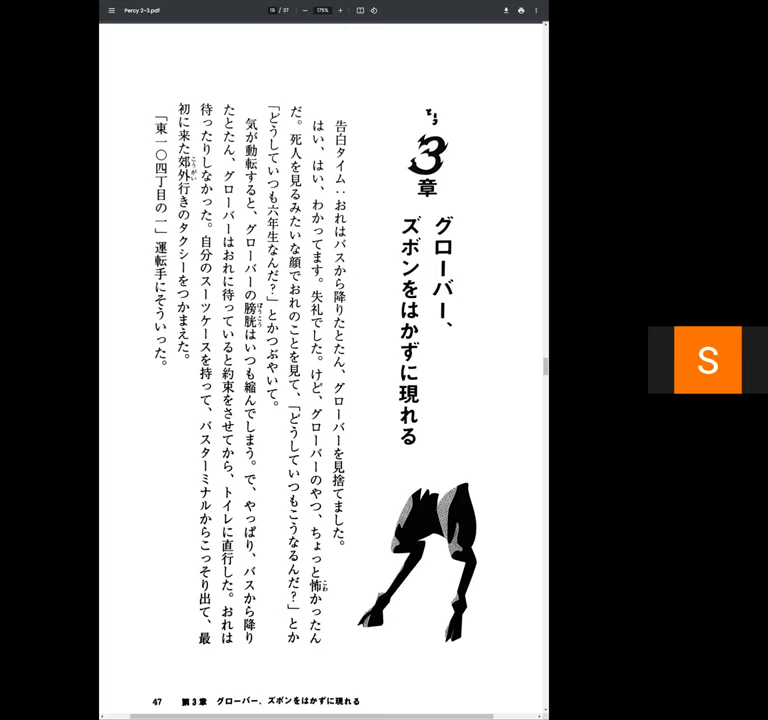 Percy 2-3.pdf
19 / 37
175%
第3章
グローバー、
ズボンをはかずに現れる
告白タイム:おれはバスから降りたとたん、グローバーを見捨てました。
はい、はい、わかってます。失礼でした。けど、グローバーのやつ、ちょっと怖かったん
だ。死人を見るみたいな顔でおれのことを見て、「どうしていつもこうなるんだ?」とか
「どうしていつも六年生なんだ?」とかつぶやいて。
気が動転すると、グローバーの膀胱はいつも縮んでしまう。で、やっぱり、バスから降り
たとたん、グローバーはおれに待っていると約束をさせてから、トイレに直行した。おれは
待ったりしなかった。自分のスーツケースを持って、バスターミナルからこっそり出て、最
初に来た郊外行きのタクシーをつかまえた。
「東一〇四丁目の一」運転手にそういった。
47 第3章 グローバー、ズボンをはかずに現れる
S